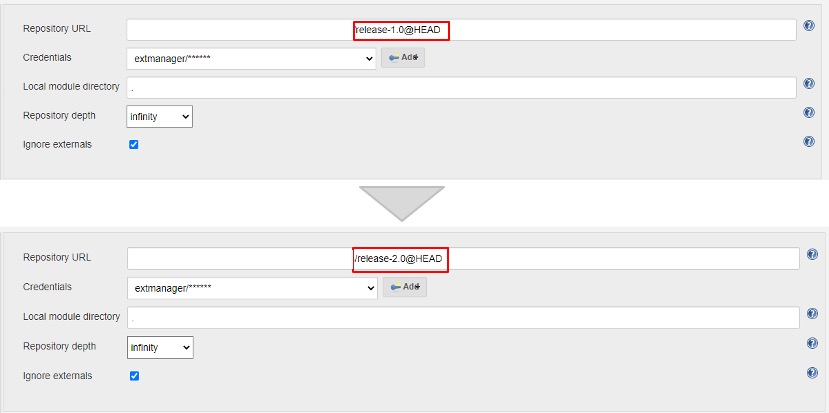 Repository URL /release-1.0@HEAD
Credentials extmanager/****** Add
Local module directory .
Repository depth infinity
Ignore externals
Repository URL /release-2.0@HEAD
Credentials extmanager/****** Add
Local module directory .
Repository depth infinity
Ignore externals